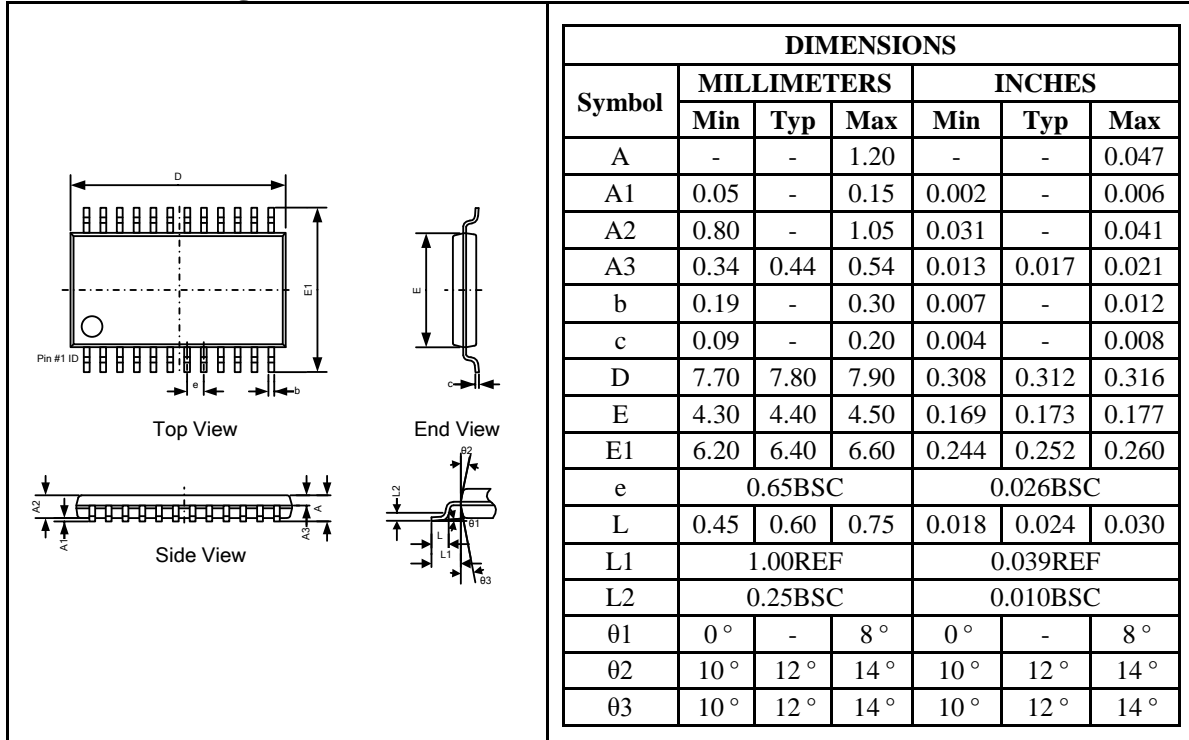 D
E1
E
Pin #1 ID
e
b
c
Top View
End View
θ2
A2
A1
A3
A
L2
θ1
L
L1
θ3
Side View
DIMENSIONS
Symbol MILLIMETERS INCHES
Min Typ Max Min Typ Max
A - - 1.20 - - 0.047
A1 0.05 - 0.15 0.002 - 0.006
A2 0.80 - 1.05 0.031 - 0.041
A3 0.34 0.44 0.54 0.013 0.017 0.021
b 0.19 - 0.30 0.007 - 0.012
c 0.09 - 0.20 0.004 - 0.008
D 7.70 7.80 7.90 0.308 0.312 0.316
E 4.30 4.40 4.50 0.169 0.173 0.177
E1 6.20 6.40 6.60 0.244 0.252 0.260
e 0.65BSC 0.026BSC
L 0.45 0.60 0.75 0.018 0.024 0.030
L1 1.00REF 0.039REF
L2 0.25BSC 0.010BSC
θ1 0 ° - 8 ° 0 ° - 8 °
θ2 10 ° 12 ° 14 ° 10 ° 12 ° 14 °
θ3 10 ° 12 ° 14 ° 10 ° 12 ° 14 °